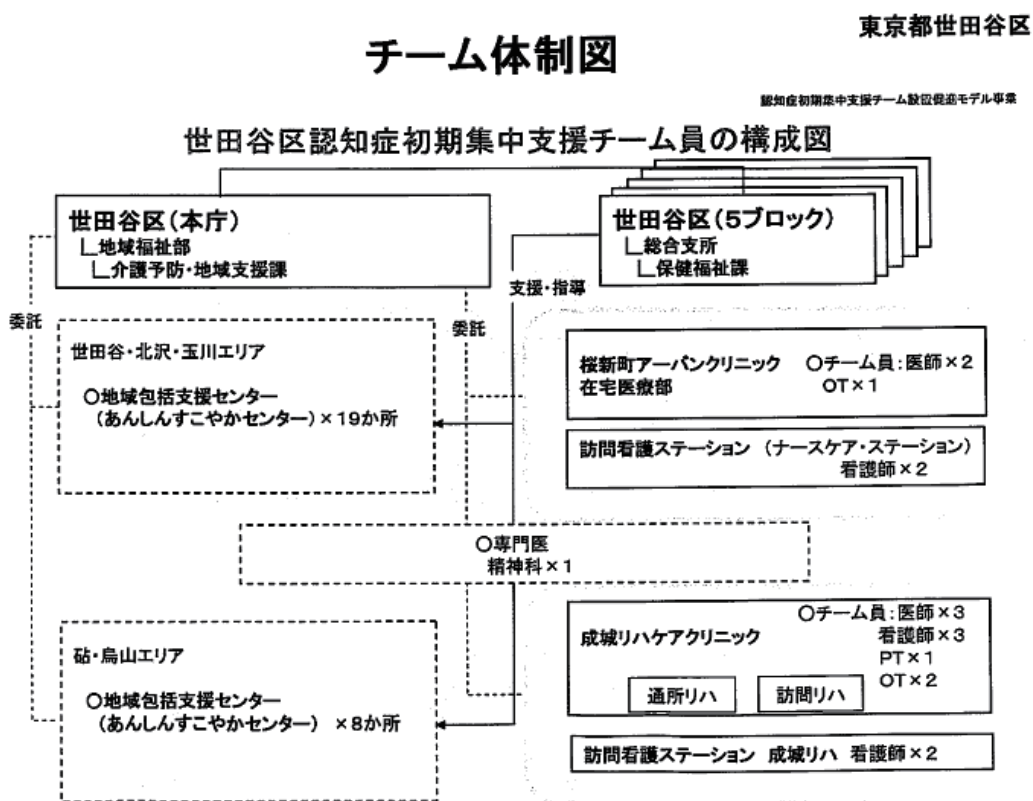 東京都世田谷区
チーム体制図
認知症初期集中支援チーム設置促進モデル事業
世田谷区認知症初期集中支援チーム員の構成図
世田谷区(本庁)
地域福祉部
介護予防・地域支援課
世田谷区(5ブロック)
総合支所
保健福祉課
支援・指導
委託
委託
世田谷・北沢・玉川エリア
〇地域包括支援センター
(あんしんすこやかセンター)×19か所
桜新町アーバンクリニック 〇チーム員:医師×2
在宅医療部 OT×1
訪問看護ステーション (ナースケア・ステーション)
看護師×2
〇専門医
精神科×1
砧・烏山エリア
〇地域包括支援センター
(あんしんすこやかセンター) ×8か所
〇チーム員:医師×3
成城リハケアクリニック 看護師×3
PT×1
OT×2
通所リハ 訪問リハ
訪問看護ステーション 成城リハ 看護師×2